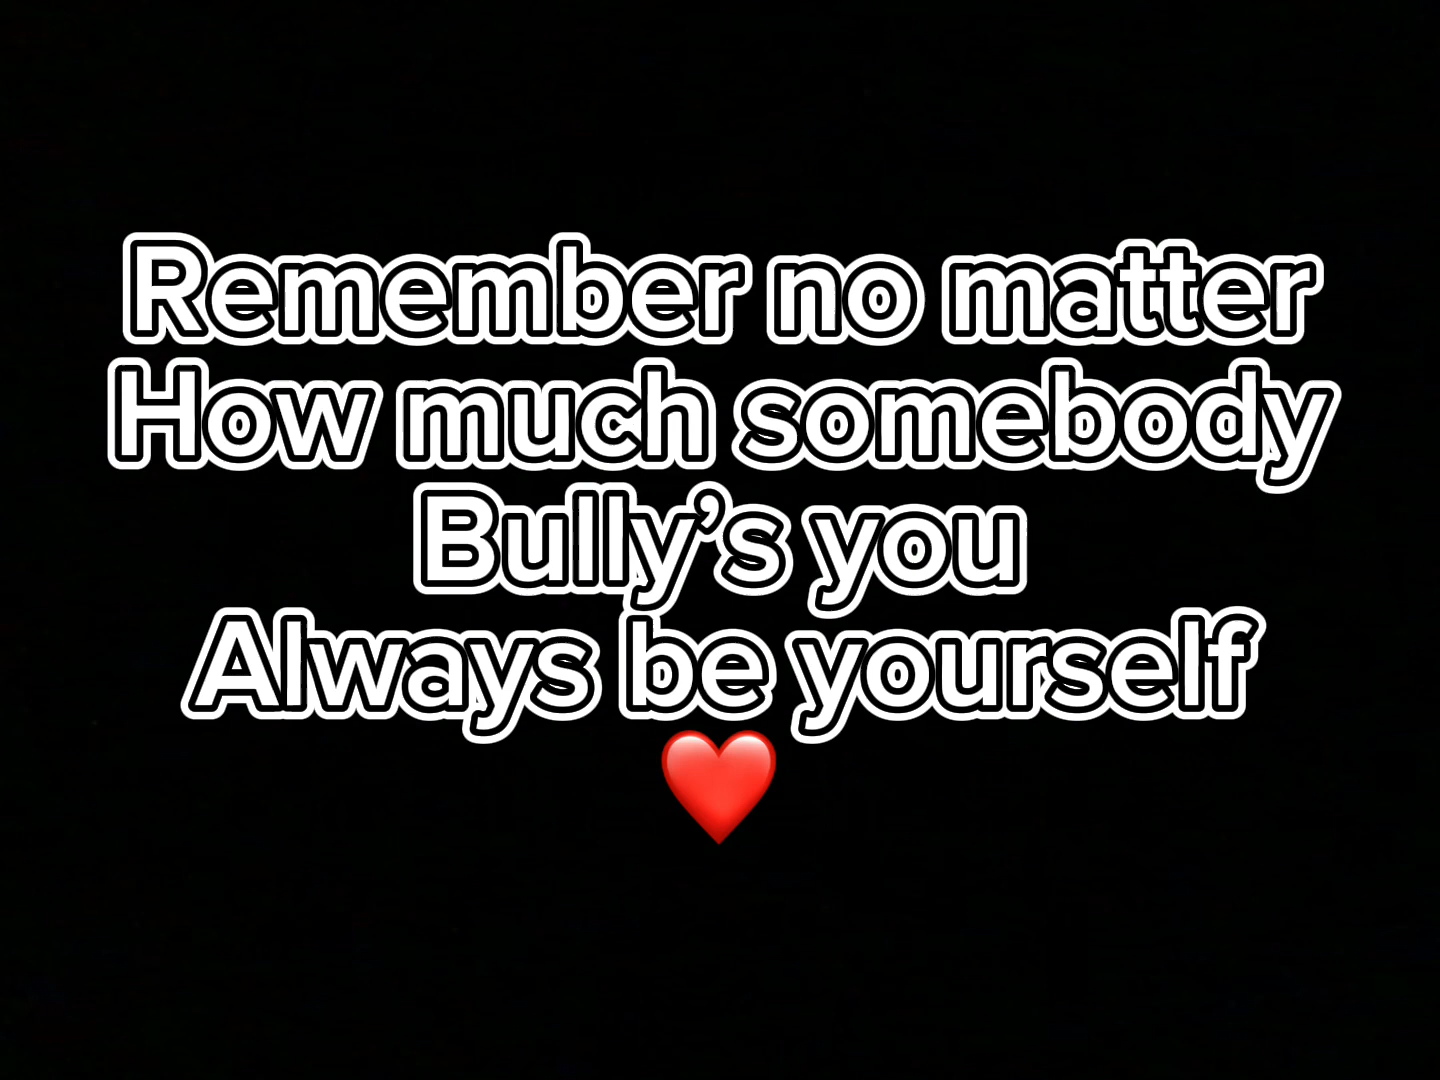 Remember no matter
How much somebody
Bully’s you
Always be yourself
❤️